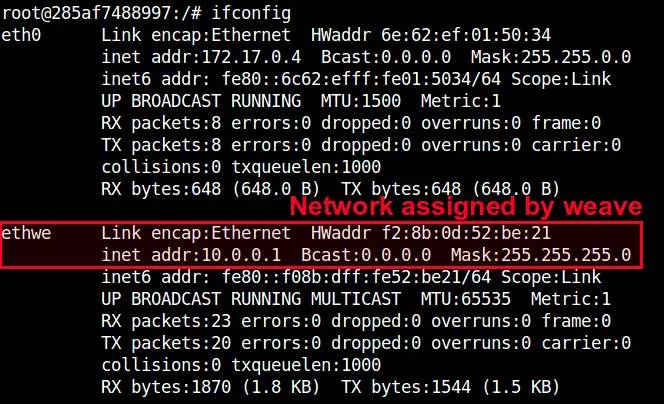 root@285af7488997:/# ifconfig
eth0      Link encap:Ethernet  HWaddr 6e:62:ef:01:50:34
          inet addr:172.17.0.4  Bcast:0.0.0.0  Mask:255.255.0.0
          inet6 addr: fe80::6c62:efff:fe01:5034/64 Scope:Link
          UP BROADCAST RUNNING  MTU:1500  Metric:1
          RX packets:8 errors:0 dropped:0 overruns:0 frame:0
          TX packets:8 errors:0 dropped:0 overruns:0 carrier:0
          collisions:0 txqueuelen:1000
          RX bytes:648 (648.0 B)  TX bytes:648 (648.0 B)
Network assigned by weave
ethwe     Link encap:Ethernet  HWaddr f2:8b:0d:52:be:21
          inet addr:10.0.0.1  Bcast:0.0.0.0  Mask:255.255.255.0
          inet6 addr: fe80::f08b:dff:fe52:be21/64 Scope:Link
          UP BROADCAST RUNNING MULTICAST  MTU:65535  Metric:1
          RX packets:23 errors:0 dropped:0 overruns:0 frame:0
          TX packets:20 errors:0 dropped:0 overruns:0 carrier:0
          collisions:0 txqueuelen:1000
          RX bytes:1870 (1.8 KB)  TX bytes:1544 (1.5 KB)